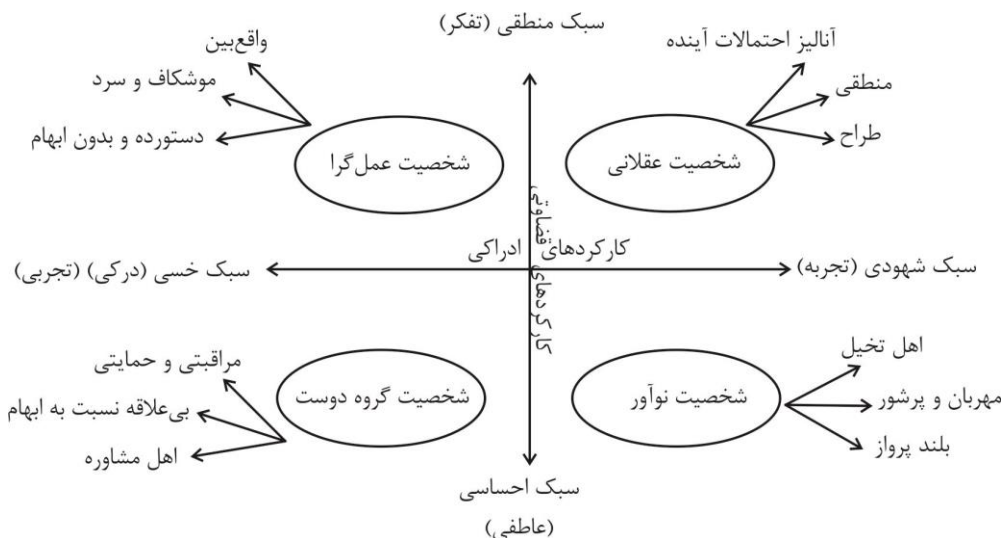 سبک منطقی (تفکر)
آنالیز احتمالات آینده
منطقی
طراح
شخصیت عقلانی
واقع‌بین
موشکاف و سرد
دستورده و بدون ابهام
شخصیت عمل‌گرا
کارکردهای قضاوتی
کارکردهای ادراکی
سبک شهودی (تجربه)
سبک خسی (درکی) (تجربی)
اهل تخیل
مهربان و پرشور
بلند پرواز
شخصیت نوآور
مراقبتی و حمایتی
بی‌علاقه نسبت به ابهام
اهل مشاوره
شخصیت گروه دوست
سبک احساسی
(عاطفی)